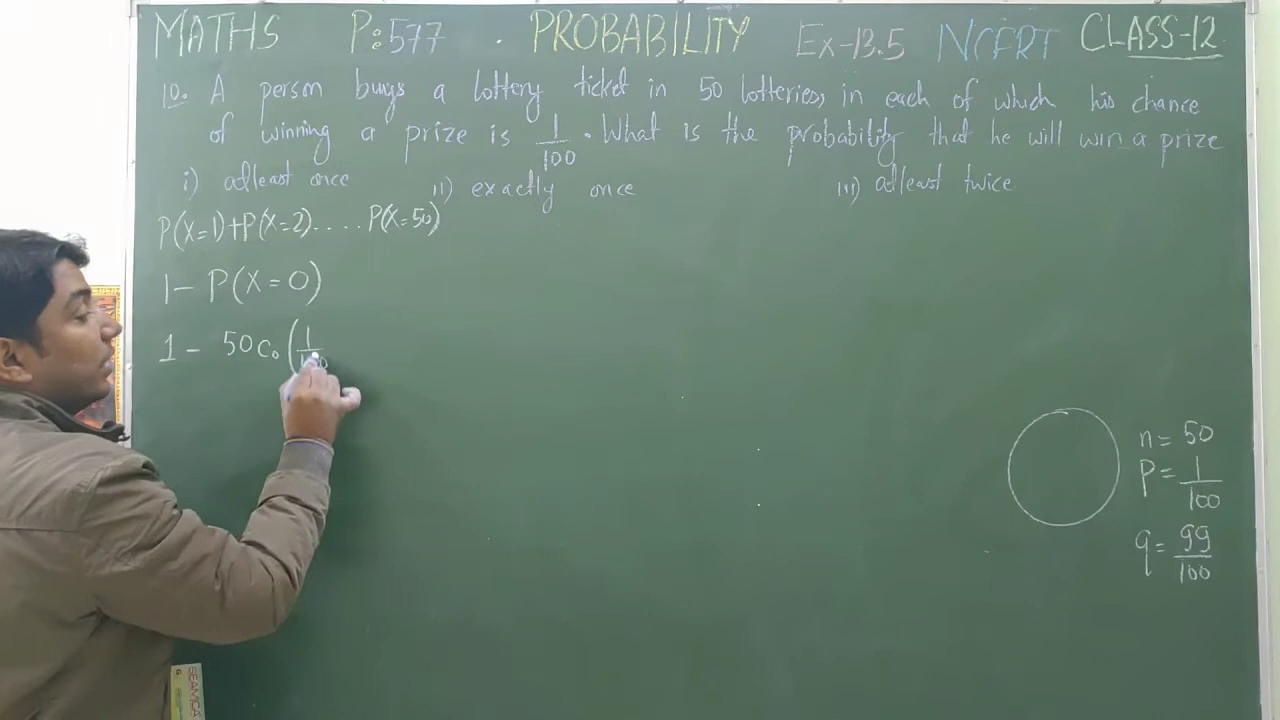 MATHS P:577 . PROBABILITY Ex-13.5 NCERT CLASS-12
10. A person buys a lottery ticket in 50 lotteries, in each of which his chance
of winning a prize is 1/100 . What is the probability that he will win a prize
i) atleast once ii) exactly once iii) atleast twice
P(X=1)+P(X=2)..... P(X=50)
1- P(X=0)
1- 50C₀(1/100
n= 50
P= 1/100
q= 99/100